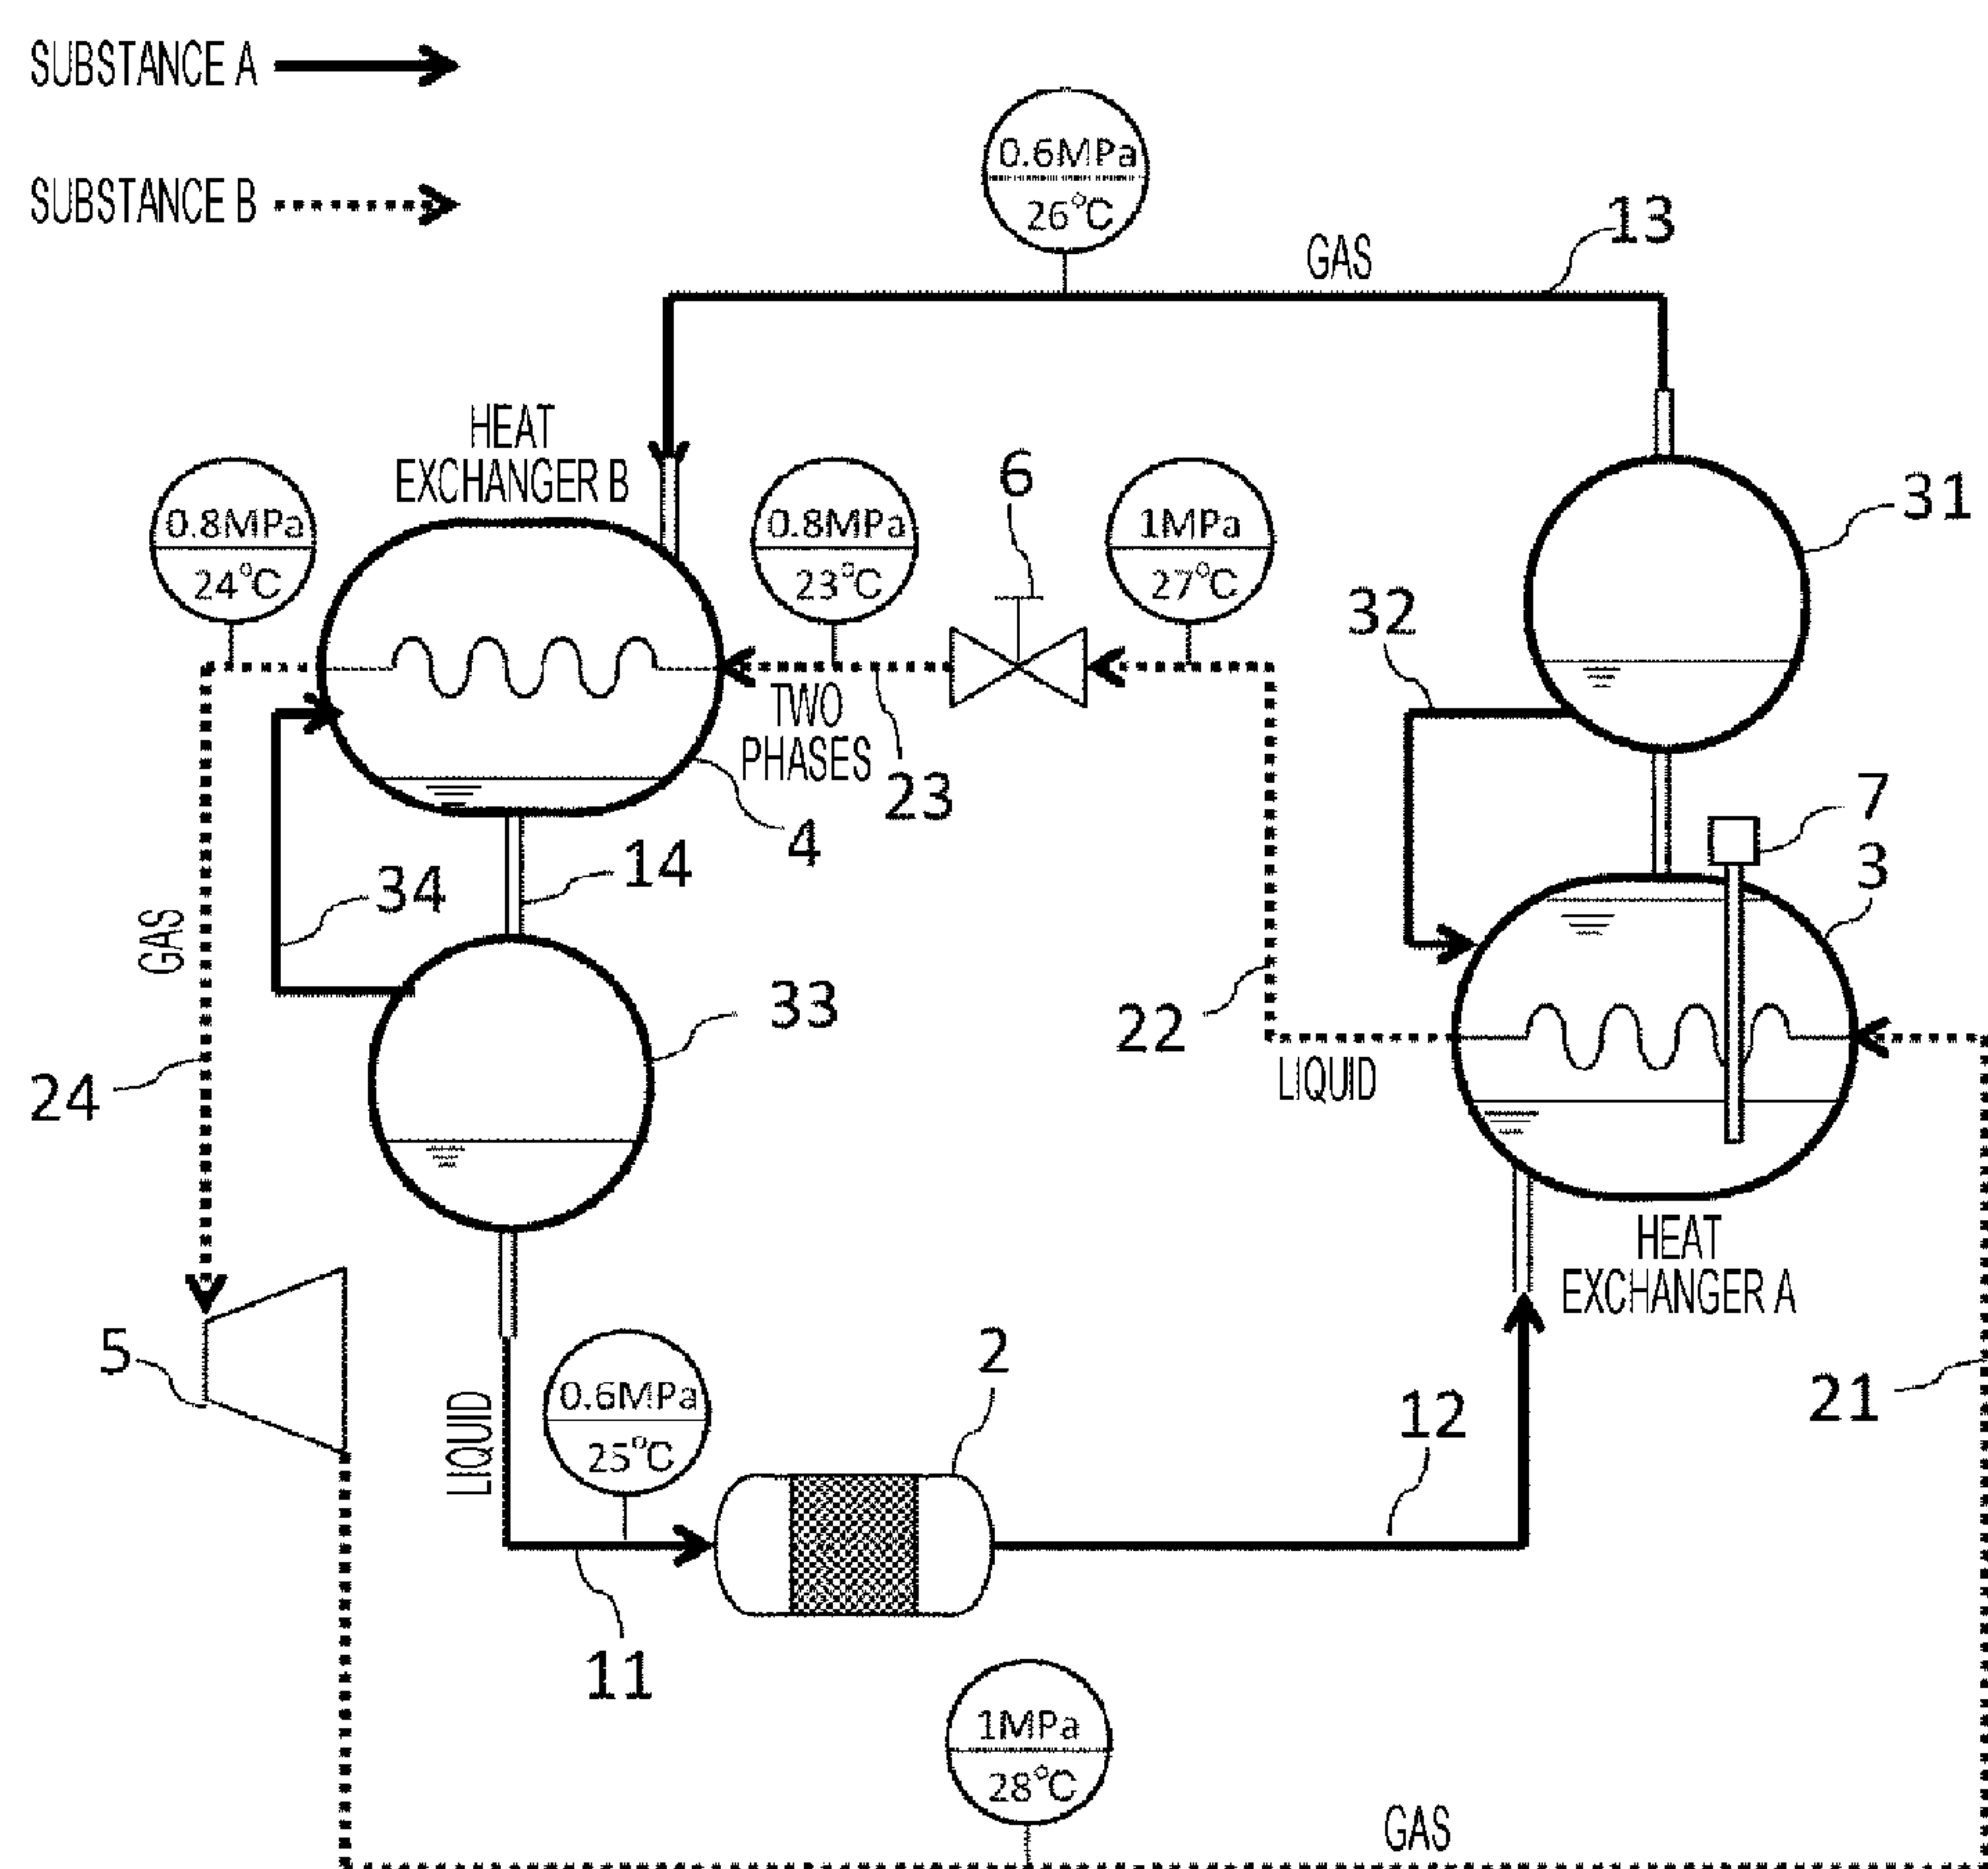 SUBSTANCE A
SUBSTANCE B
0.6MPa
26°C
GAS
13
HEAT
EXCHANGER B
0.8MPa
24°C
0.8MPa
23°C
6
1MPa
27°C
31
32
TWO
PHASES
23
4
7
3
14
34
GAS
33
22
LIQUID
24
HEAT
EXCHANGER A
5
0.6MPa
25°C
2
LIQUID
12
21
11
1MPa
28°C
GAS